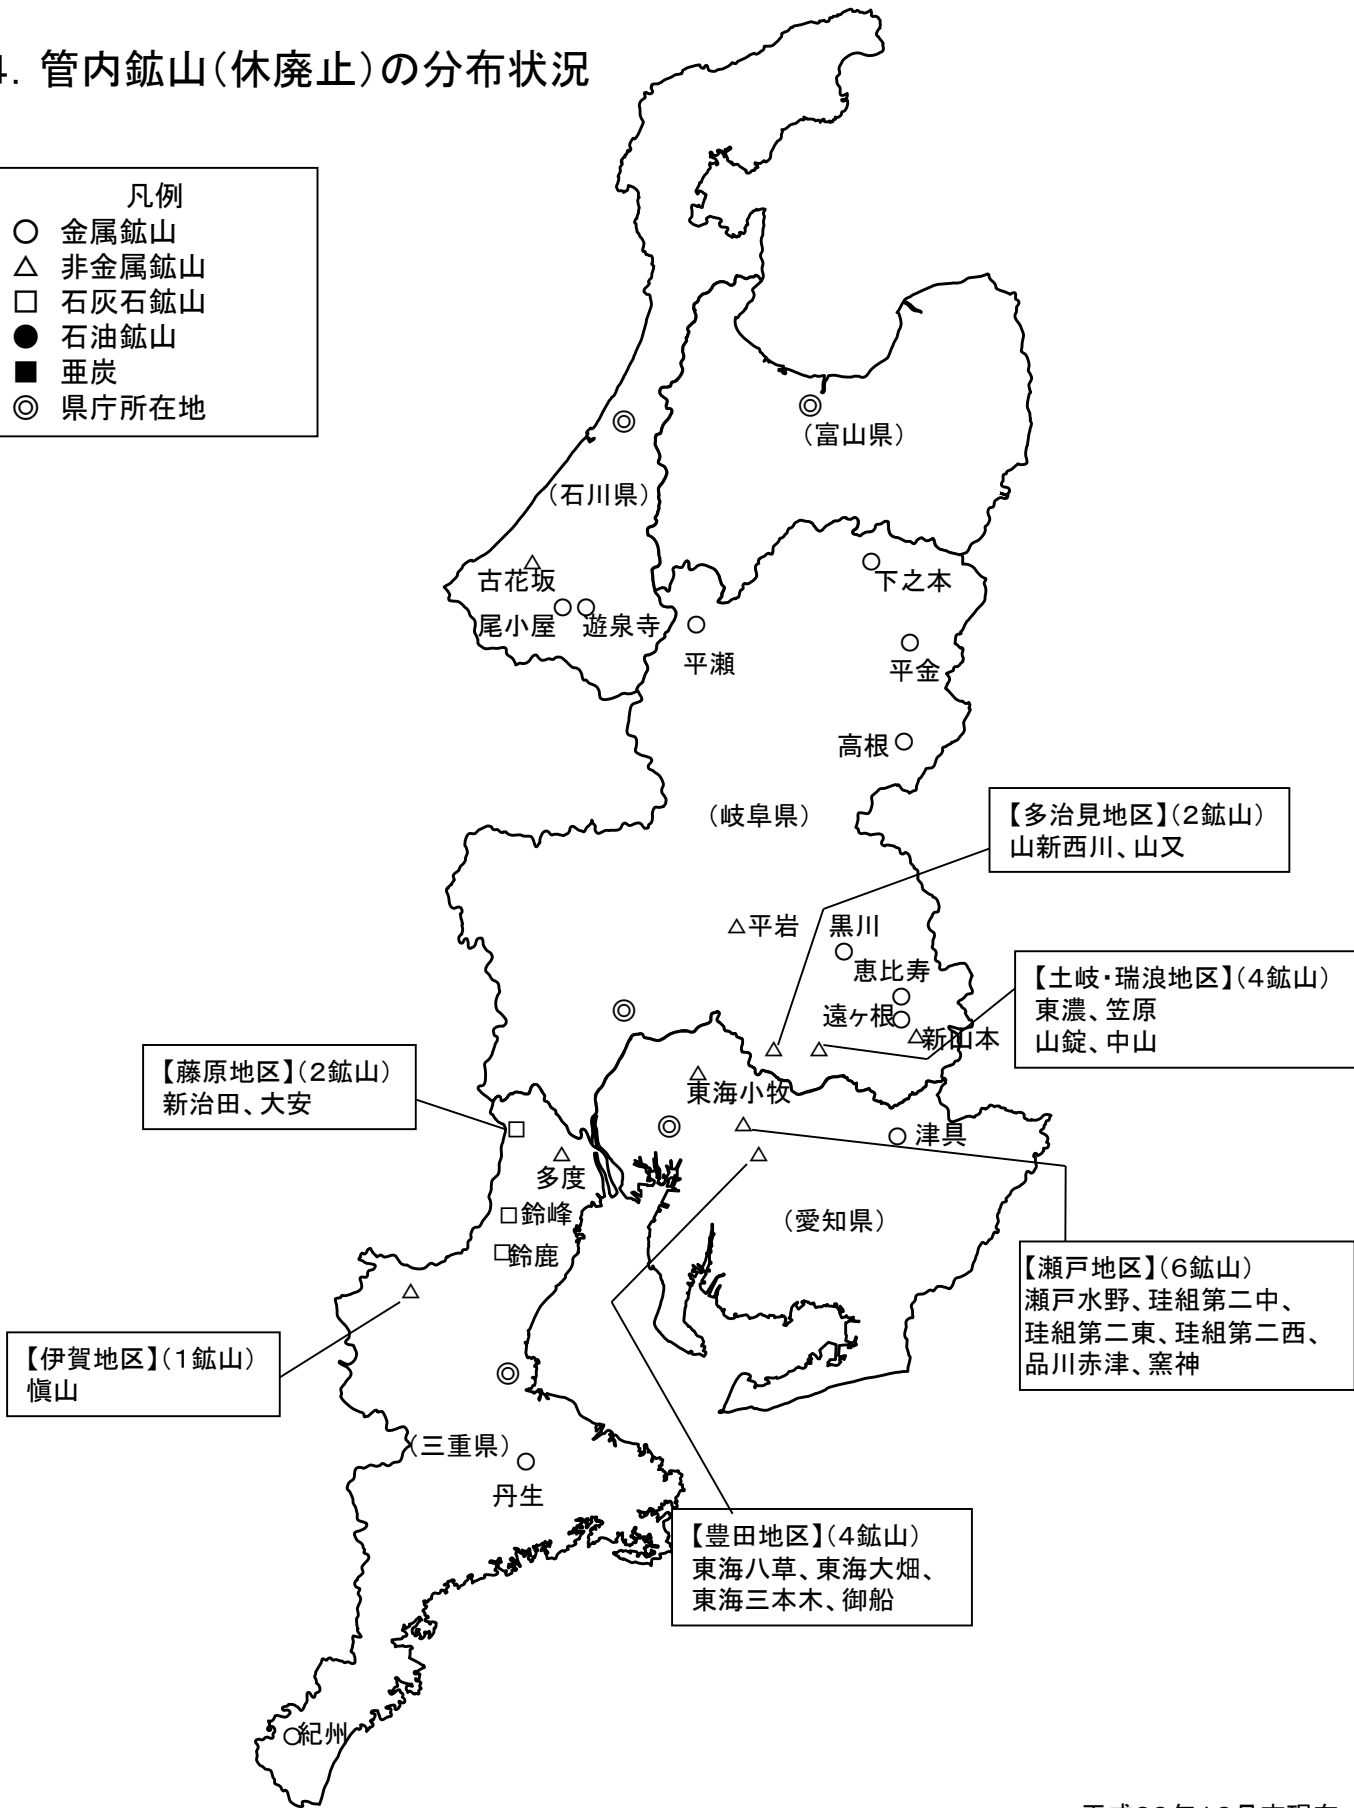 4. 管内鉱山(休廃止)の分布状況
凡例
○ 金属鉱山
△ 非金属鉱山
□ 石灰石鉱山
● 石油鉱山
■ 亜炭
◎ 県庁所在地
(富山県)
(石川県)
古花坂
尾小屋
遊泉寺
下之本
平瀬
平金
高根
(岐阜県)
【多治見地区】(2鉱山)
山新西川、山又
平岩
黒川
恵比寿
遠ヶ根
新山本
【土岐・瑞浪地区】(4鉱山)
東濃、笠原
山錠、中山
【藤原地区】(2鉱山)
新治田、大安
東海小牧
津具
多度
鈴峰
鈴鹿
(愛知県)
【瀬戸地区】(6鉱山)
瀬戸水野、珪組第二中、
珪組第二東、珪組第二西、
品川赤津、窯神
【伊賀地区】(1鉱山)
愼山
(三重県)
丹生
【豊田地区】(4鉱山)
東海八草、東海大畑、
東海三本木、御船
紀州